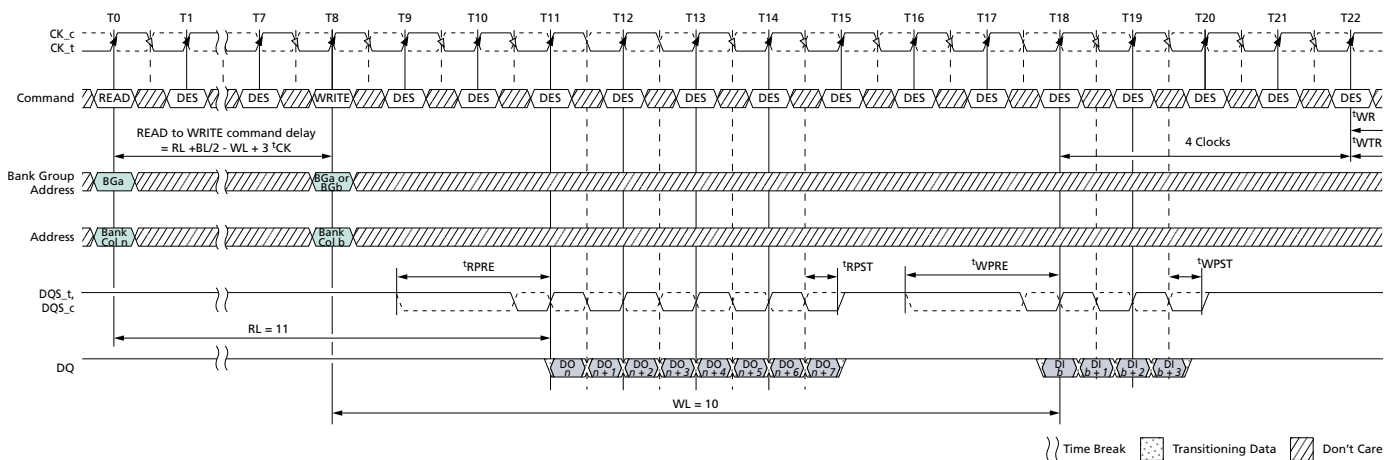 T0 T1 T7 T8 T9 T10 T11 T12 T13 T14 T15 T16 T17 T18 T19 T20 T21 T22
CK_c
CK_t
Command READ DES DES WRITE DES DES DES DES DES DES DES DES DES DES DES DES DES DES
tWR
READ to WRITE command delay
= RL +BL/2 - WL + 3 tCK
4 Clocks
tWTR
Bank Group
Address
BGa
BGa or
BGb
Address
Bank
Col n
Bank
Col b
tRPRE tRPST tWPRE tWPST
DQS_t,
DQS_c
RL = 11
DQ
DO
n
DO
n + 1
DO
n + 2
DO
n + 3
DO
n + 4
DO
n + 5
DO
n + 6
DO
n + 7
DI
b
DI
b + 1
DI
b + 2
DI
b + 3
WL = 10
Time Break Transitioning Data Don't Care